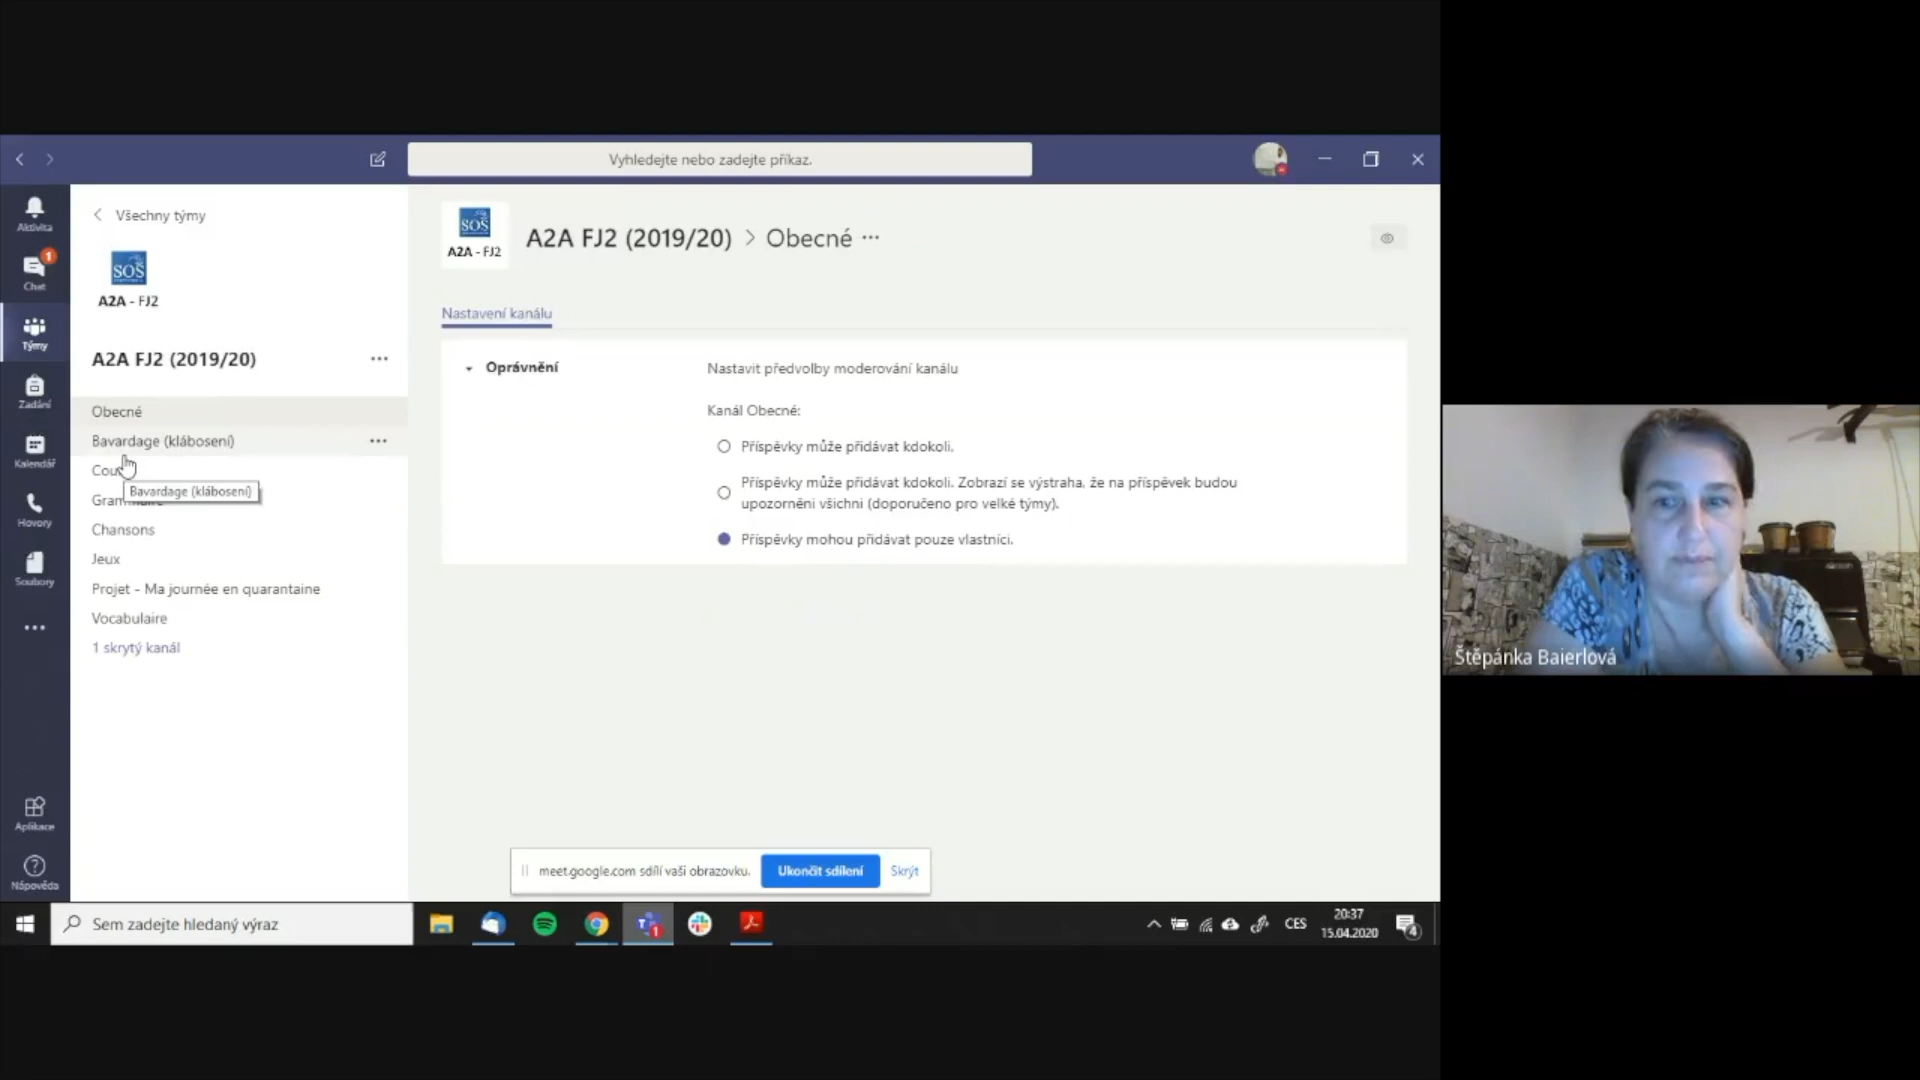 Vyhledejte nebo zadejte příkaz.
Aktivita
1
Chat
Týmy
Zadání
Kalendář
Hovory
Soubory
Aplikace
Nápověda
Všechny týmy
SOŠ
A2A - FJ2
A2A FJ2 (2019/20)
Obecné
Bavardage (klábosení)
Bavardage (klábosení)
Chansons
Jeux
Projet - Ma journée en quarantaine
Vocabulaire
1 skrytý kanál
SOŠ
A2A - FJ2
A2A FJ2 (2019/20) > Obecné
Nastavení kanálu
Oprávnění
Nastavit předvolby moderování kanálu
Kanál Obecné:
Příspěvky může přidávat kdokoli.
Příspěvky může přidávat kdokoli. Zobrazí se výstraha, že na příspěvek budou
upozorněni všichni (doporučeno pro velké týmy).
Příspěvky mohou přidávat pouze vlastníci.
meet.google.com sdílí vaši obrazovku.
Ukončit sdílení
Skrýt
Štěpánka Baierlová
Sem zadejte hledaný výraz
1
CES
20:37
15.04.2020
4